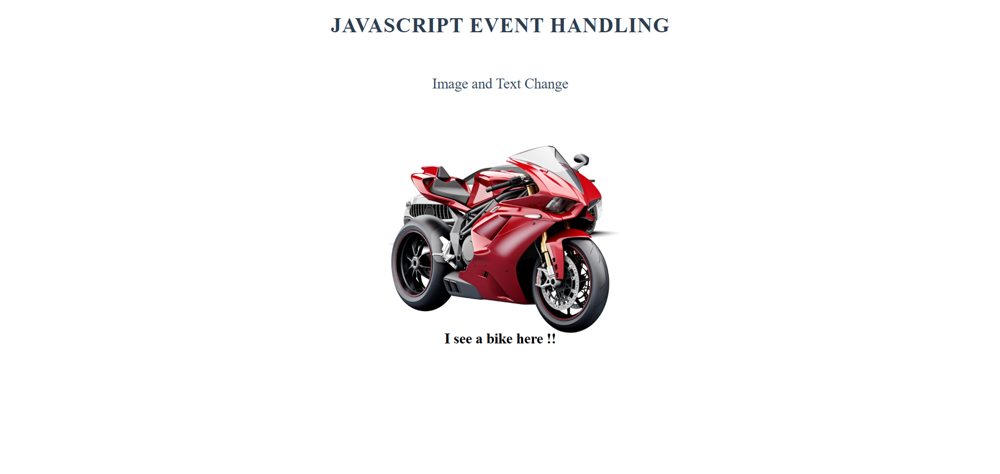 JAVASCRIPT EVENT HANDLING
Image and Text Change
I see a bike here !!